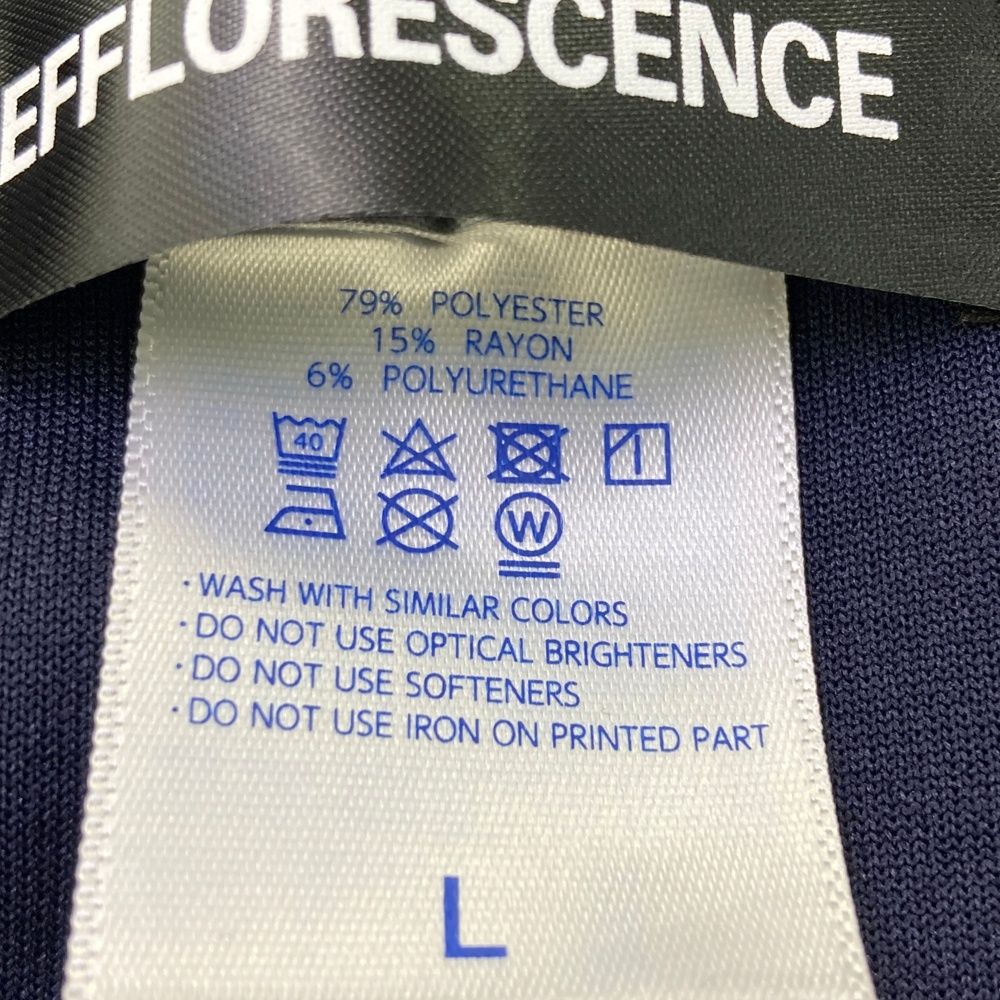 EFFLORESCENCE
79% POLYESTER
15% RAYON
6% POLYURETHANE
40
W
· WASH WITH SIMILAR COLORS
· DO NOT USE OPTICAL BRIGHTENERS
· DO NOT USE SOFTENERS
· DO NOT USE IRON ON PRINTED PART
L